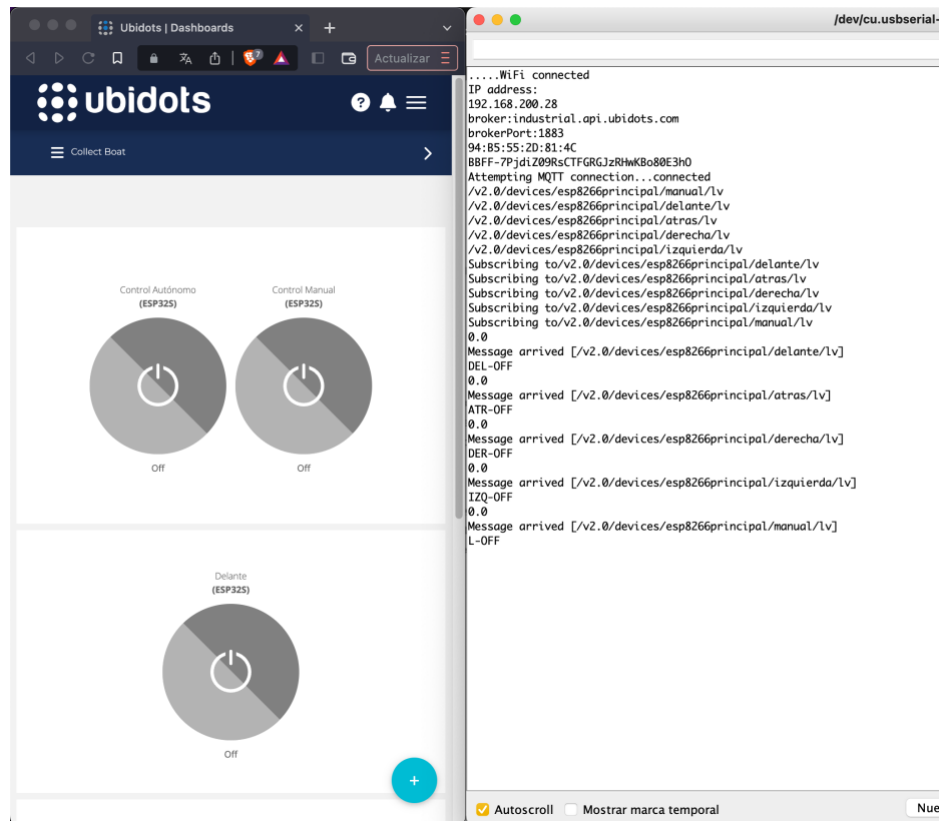 Ubidots | Dashboards
Actualizar
7
ubidots
Collect Boat
Control Autónomo
(ESP32S)
Off
Control Manual
(ESP32S)
Off
Delante
(ESP32S)
Off
+
/dev/cu.usbserial-
.....WiFi connected
IP address:
192.168.200.28
broker:industrial.api.ubidots.com
brokerPort:1883
94:B5:55:2D:81:4C
BBFF-7PjdiZ09RsCTFGRGJzRHwKBo80E3hO
Attempting MQTT connection...connected
/v2.0/devices/esp8266principal/manual/lv
/v2.0/devices/esp8266principal/delante/lv
/v2.0/devices/esp8266principal/atras/lv
/v2.0/devices/esp8266principal/derecha/lv
/v2.0/devices/esp8266principal/izquierda/lv
Subscribing to/v2.0/devices/esp8266principal/delante/lv
Subscribing to/v2.0/devices/esp8266principal/atras/lv
Subscribing to/v2.0/devices/esp8266principal/derecha/lv
Subscribing to/v2.0/devices/esp8266principal/izquierda/lv
Subscribing to/v2.0/devices/esp8266principal/manual/lv
0.0
Message arrived [/v2.0/devices/esp8266principal/delante/lv]
DEL-OFF
0.0
Message arrived [/v2.0/devices/esp8266principal/atras/lv]
ATR-OFF
0.0
Message arrived [/v2.0/devices/esp8266principal/derecha/lv]
DER-OFF
0.0
Message arrived [/v2.0/devices/esp8266principal/izquierda/lv]
IZQ-OFF
0.0
Message arrived [/v2.0/devices/esp8266principal/manual/lv]
L-OFF
Autoscroll
Mostrar marca temporal
Nue